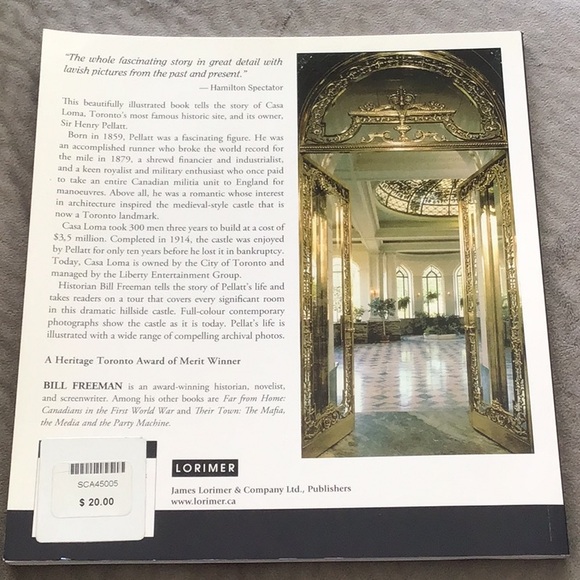 "The whole fascinating story in great detail with
lavish pictures from the past and present."
— Hamilton Spectator
This beautifully illustrated book tells the story of Casa
Loma, Toronto's most famous historic site, and its owner,
Sir Henry Pellatt.
Born in 1859, Pellatt was a fascinating figure. He was
an accomplished runner who broke the world record for
the mile in 1879, a shrewd financier and industrialist,
and a keen royalist and military enthusiast who once paid
to take an entire Canadian militia unit to England for
manoeuvres. Above all, he was a romantic whose interest
in architecture inspired the medieval-style castle that is
now a Toronto landmark.
Casa Loma took 300 men three years to build at a cost of
$3,5 million. Completed in 1914, the castle was enjoyed
by Pellatt for only ten years before he lost it in bankruptcy.
Today, Casa Loma is owned by the City of Toronto and
managed by the Liberty Entertainment Group.
Historian Bill Freeman tells the story of Pellat's life and
takes readers on a tour that covers every significant room
in this dramatic hillside castle. Full-colour contemporary
photographs show the castle as it is today. Pellat's life is
illustrated with a wide range of compelling archival photos.
A Heritage Toronto Award of Merit Winner
BILL FREEMAN is an award-winning historian, novelist,
and screenwriter. Among his other books are Far from Home:
Canadians in the First World War and Their Town: The Mafia,
the Media and the Party Machine.
LORIMER
James Lorimer & Company Ltd., Publishers
www.lorimer.ca
SCA45005
$ 20.00